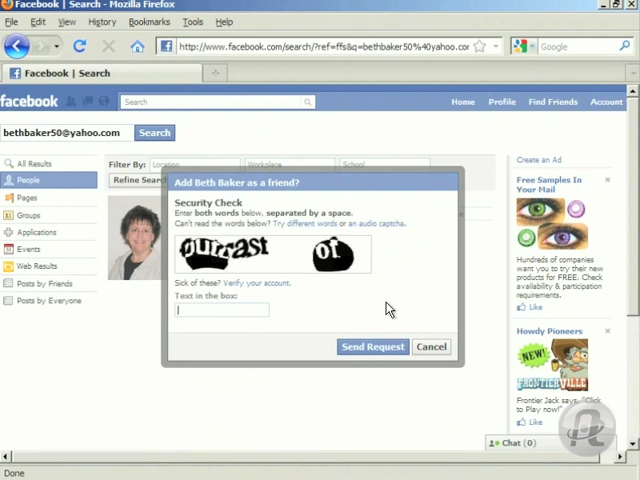 Facebook | Search - Mozilla Firefox
File Edit View History Bookmarks Tools Help
http://www.facebook.com/search/?ref=ffs&q=bethbaker50%40yahoo.con
Google
Facebook | Search
facebook
Search
Home Profile Find Friends Account
bethbaker50@yahoo.com Search
All Results
People
Pages
Groups
Applications
Events
Web Results
Posts by Friends
Posts by Everyone
Filter By: Location Workplace School
Refine Search
Add Beth Baker as a friend?
Security Check
Enter both words below, separated by a space.
Can't read the words below? Try different words or an audio captcha.
outcast of
Sick of these? Verify your account.
Text in the box:
Send Request Cancel
Create an Ad
Free Samples In
Your Mail
Hundreds of companies
want you to try their new
products for FREE. Check
availability & participation
requirements.
Like
Howdy Pioneers
NEW!
FRONTIERVILLE
Frontier Jack says, "Click
to Play now!"
Like
Chat (0)
Done